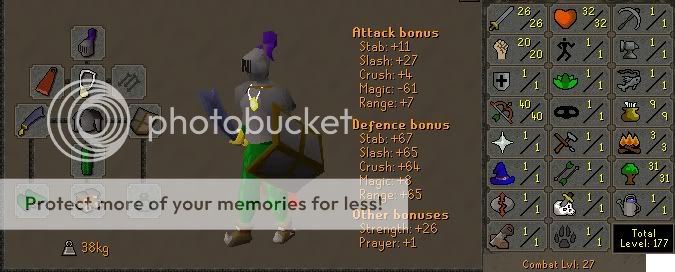 Attack bonus
Stab: +11
Slash: +27
Crush: +4
Magic: -61
Range: +7
Defence bonus
Stab: +67
Slash: +65
Crush: +64
Magic: +8
Range: +65
Other bonuses
Strength: +26
Prayer: +1
38kg
photobucket
Protect more of your memories for less!
26/26 32/32 1/1
20/20 1/1 1/1
1/1 1/1 1/1
40/40 1/1 9/9
1/1 1/1 3/3
1/1 1/1 31/31
1/1 1/1 1/1
1/1 1/1
Total
Level: 177
Combat Lvl: 27